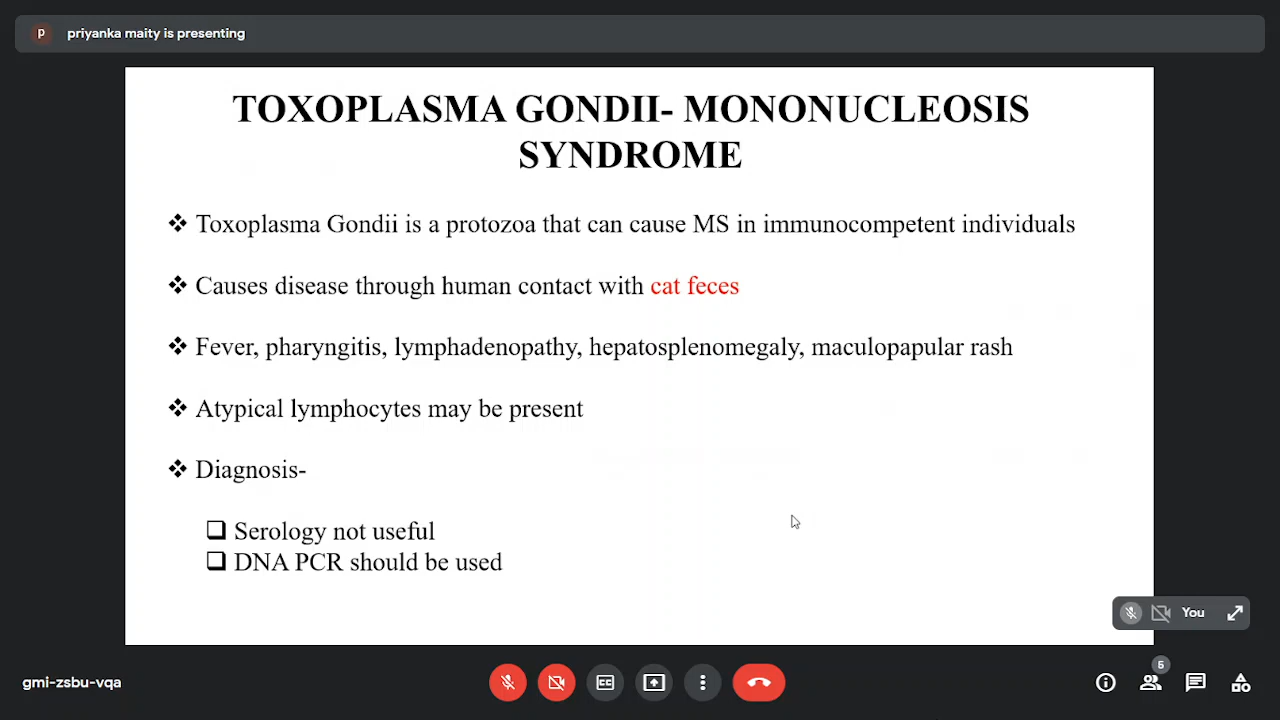 P
priyanka maity is presenting
TOXOPLASMA GONDII- MONONUCLEOSIS
SYNDROME
Toxoplasma Gondii is a protozoa that can cause MS in immunocompetent individuals
Causes disease through human contact with cat feces
Fever, pharyngitis, lymphadenopathy, hepatosplenomegaly, maculopapular rash
Atypical lymphocytes may be present
Diagnosis-
Serology not useful
DNA PCR should be used
You
gmi-zsbu-vqa
CC
5